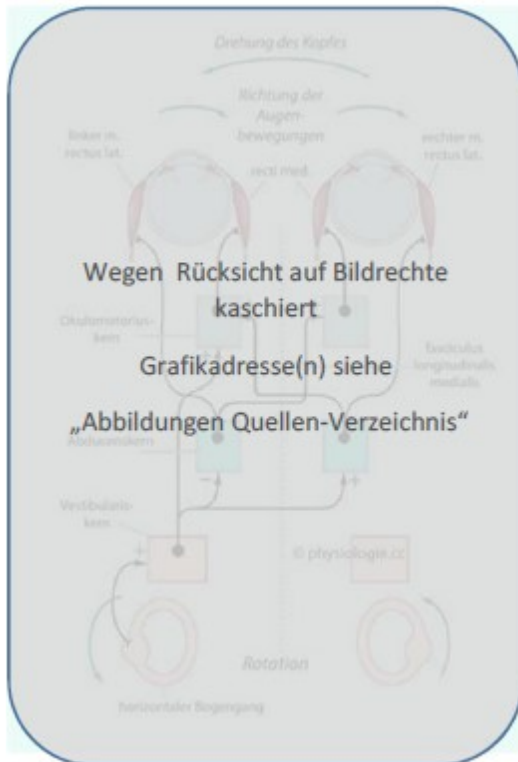 Drehung des Kopfes
Richtung der
Augen-
bewegungen
linker m.
rectus lat.
recti med.
rechter m.
rectus lat.
Wegen Rücksicht auf Bildrechte
kaschiert
Okulomotorius-
kern
Grafikadresse(n) siehe
fasciculus
longitudinalis
medialis
„Abbildungen Quellen-Verzeichnis“
Abducenskern
Vestibularis-
kern
© physiologie.cc
Rotation
horizontaler Bogengang